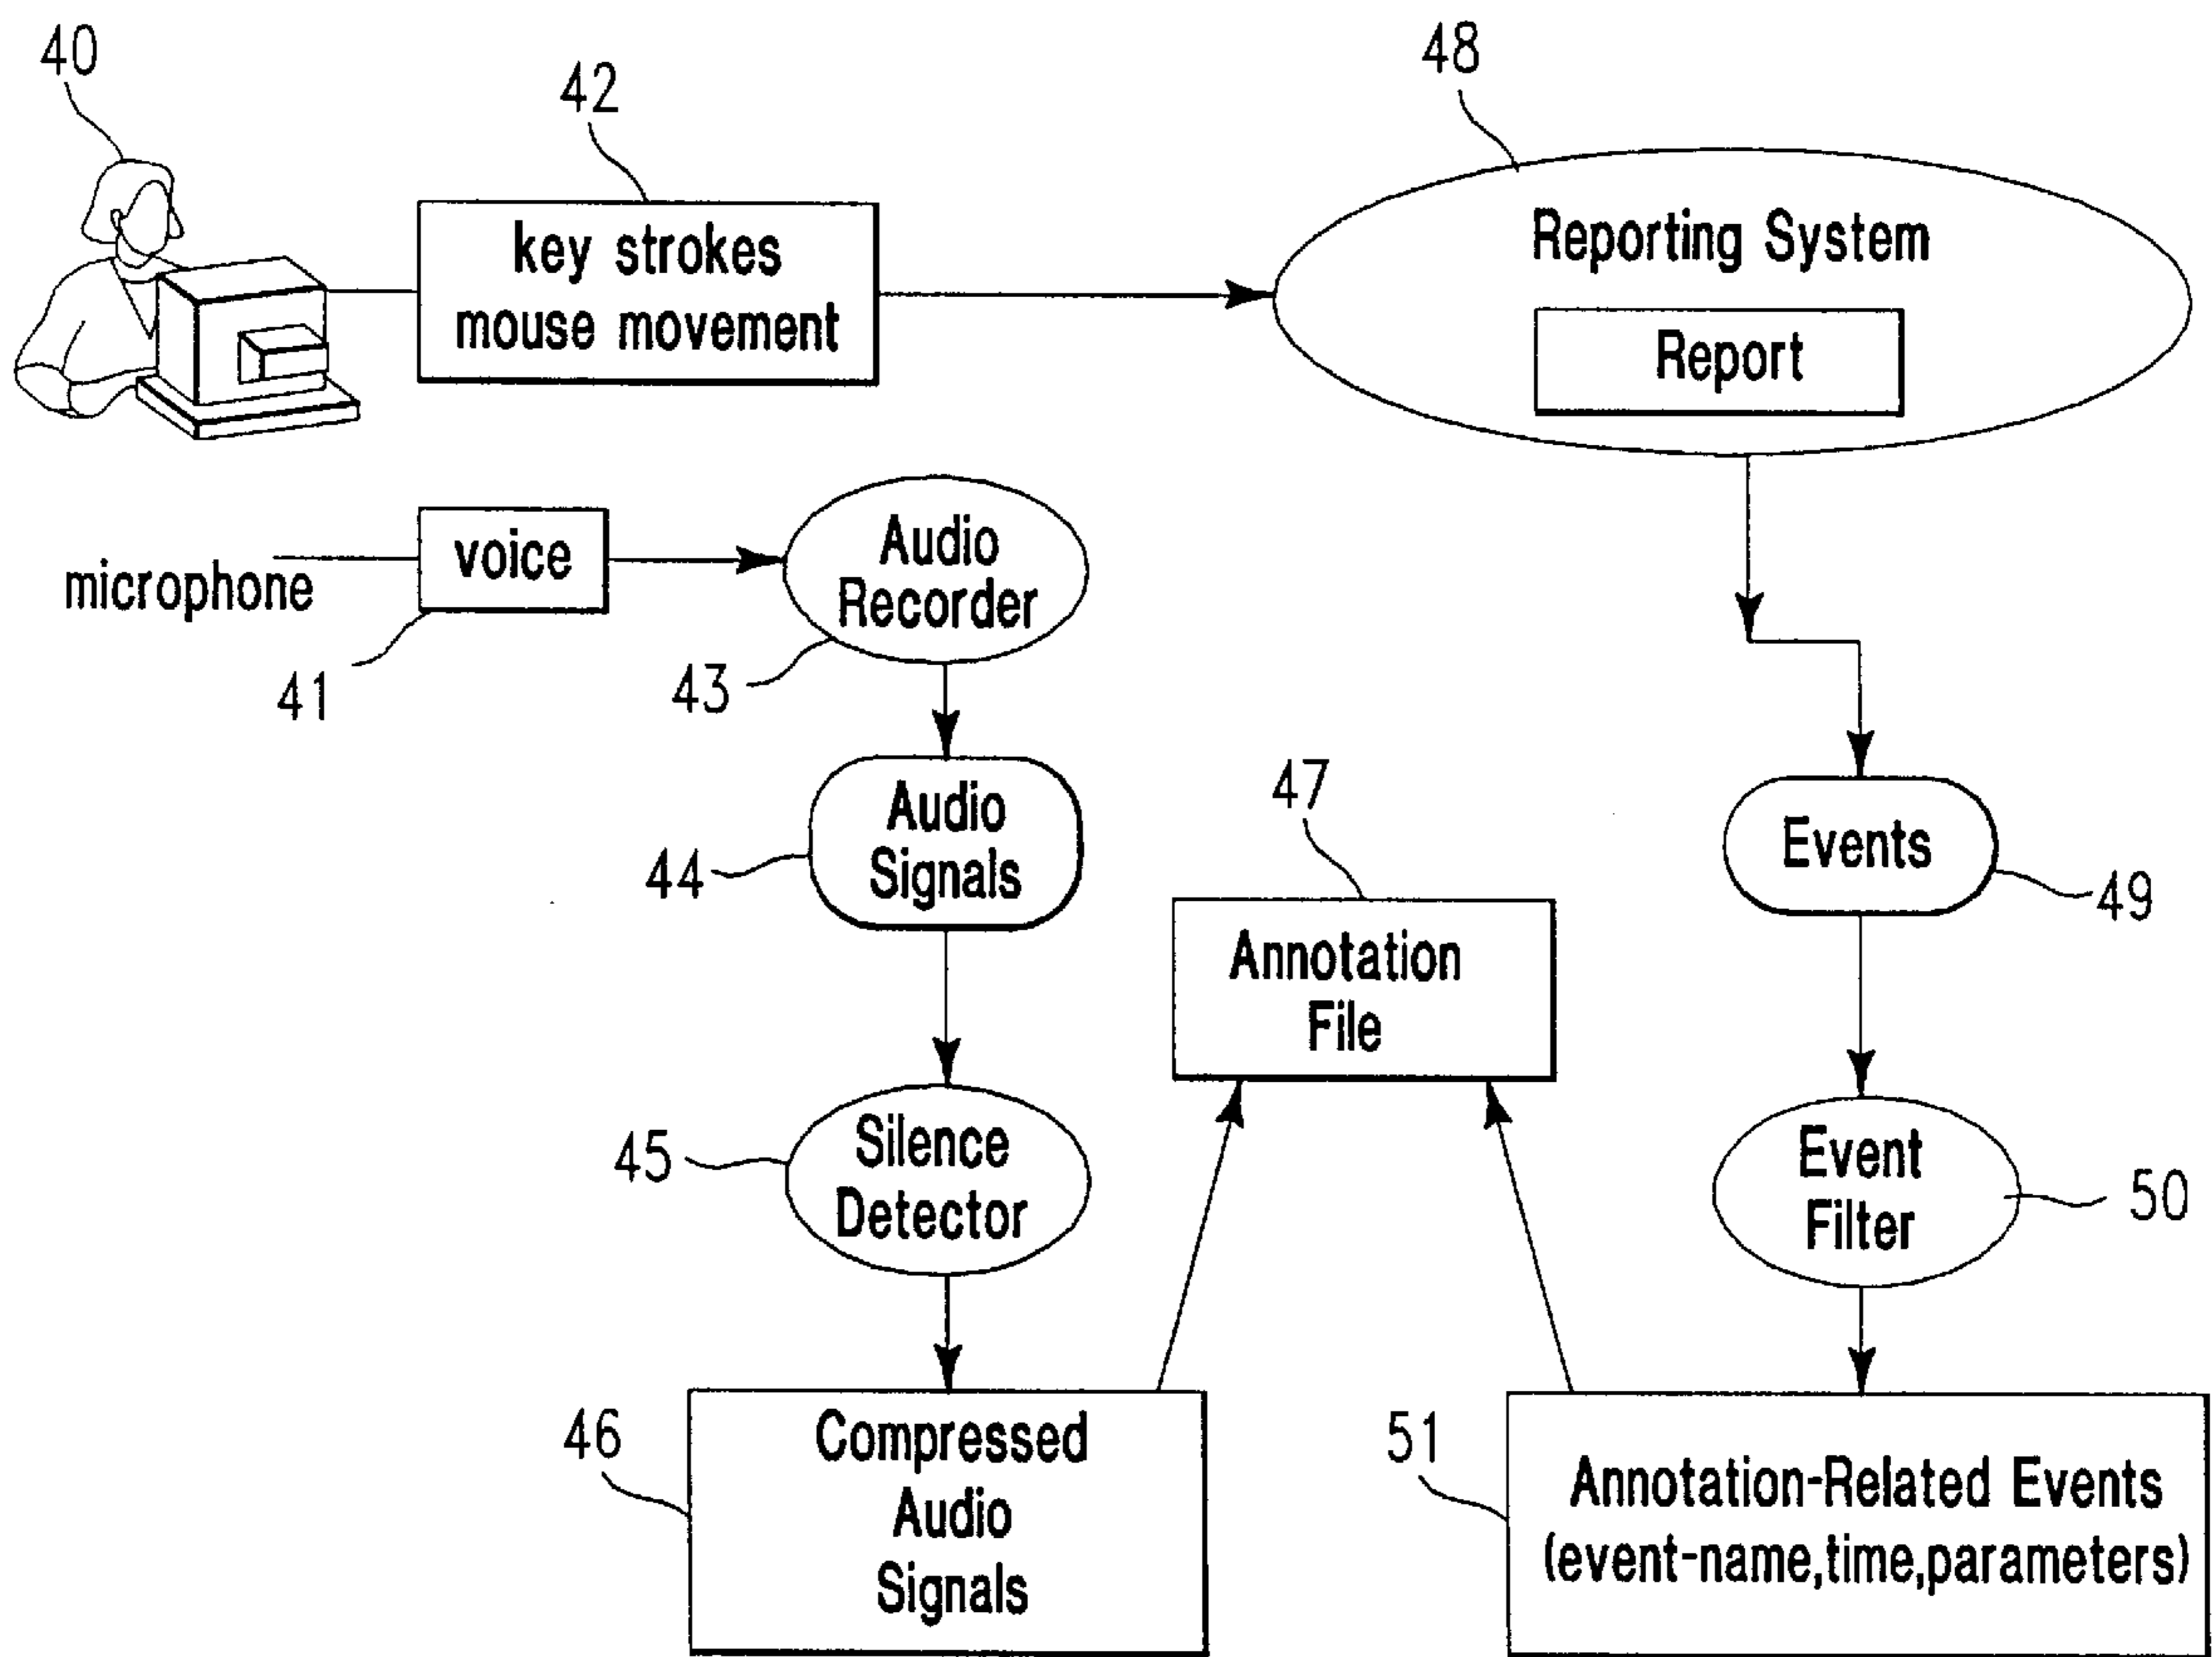 40
42
48
key strokes
mouse movement
Reporting System
Report
microphone
voice
41
Audio
Recorder
43
Audio
Signals
44
47
Annotation
File
Events
49
Silence
Detector
45
Event
Filter
50
46
Compressed
Audio
Signals
51
Annotation-Related Events
(event-name,time,parameters)